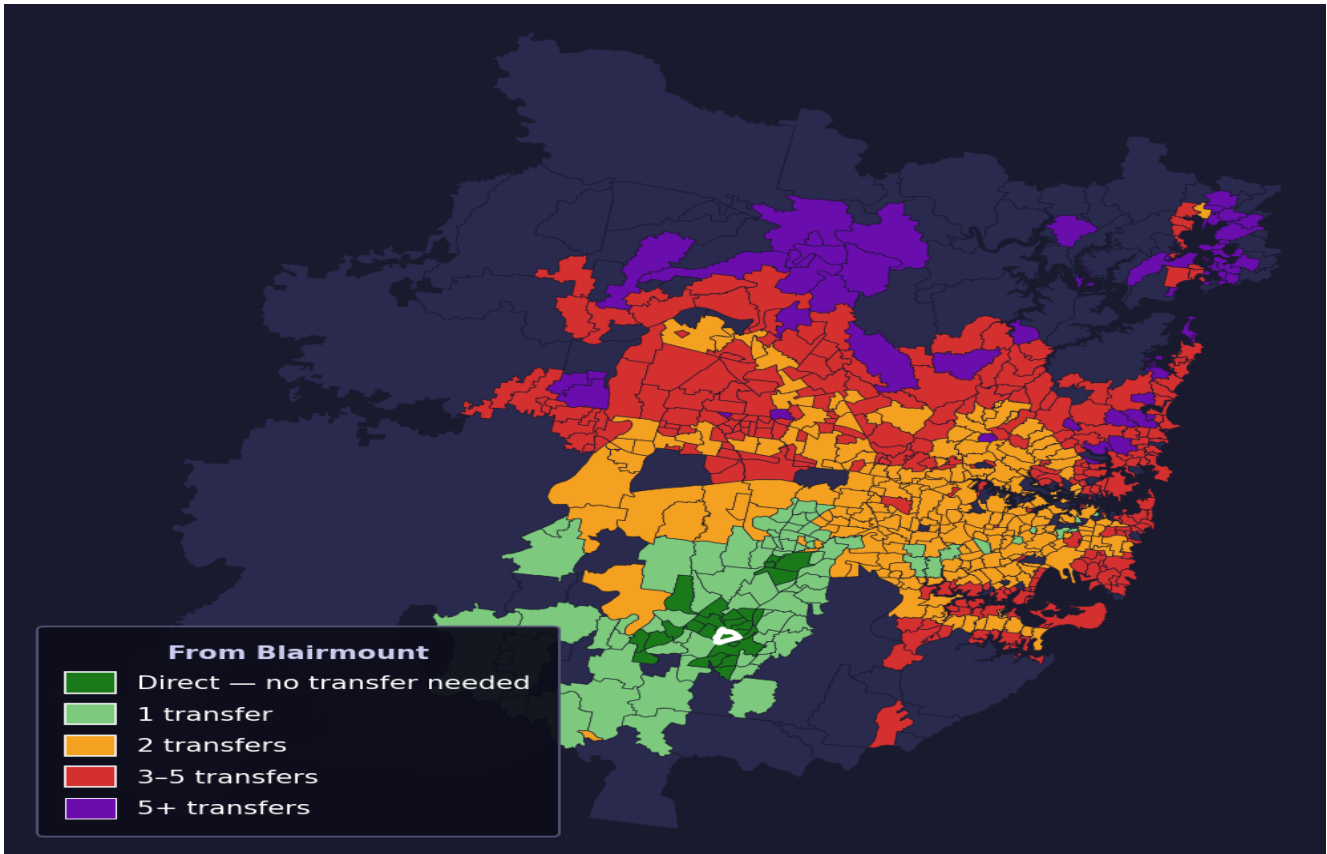 From Blairmount
Direct — no transfer needed
1 transfer
2 transfers
3–5 transfers
5+ transfers